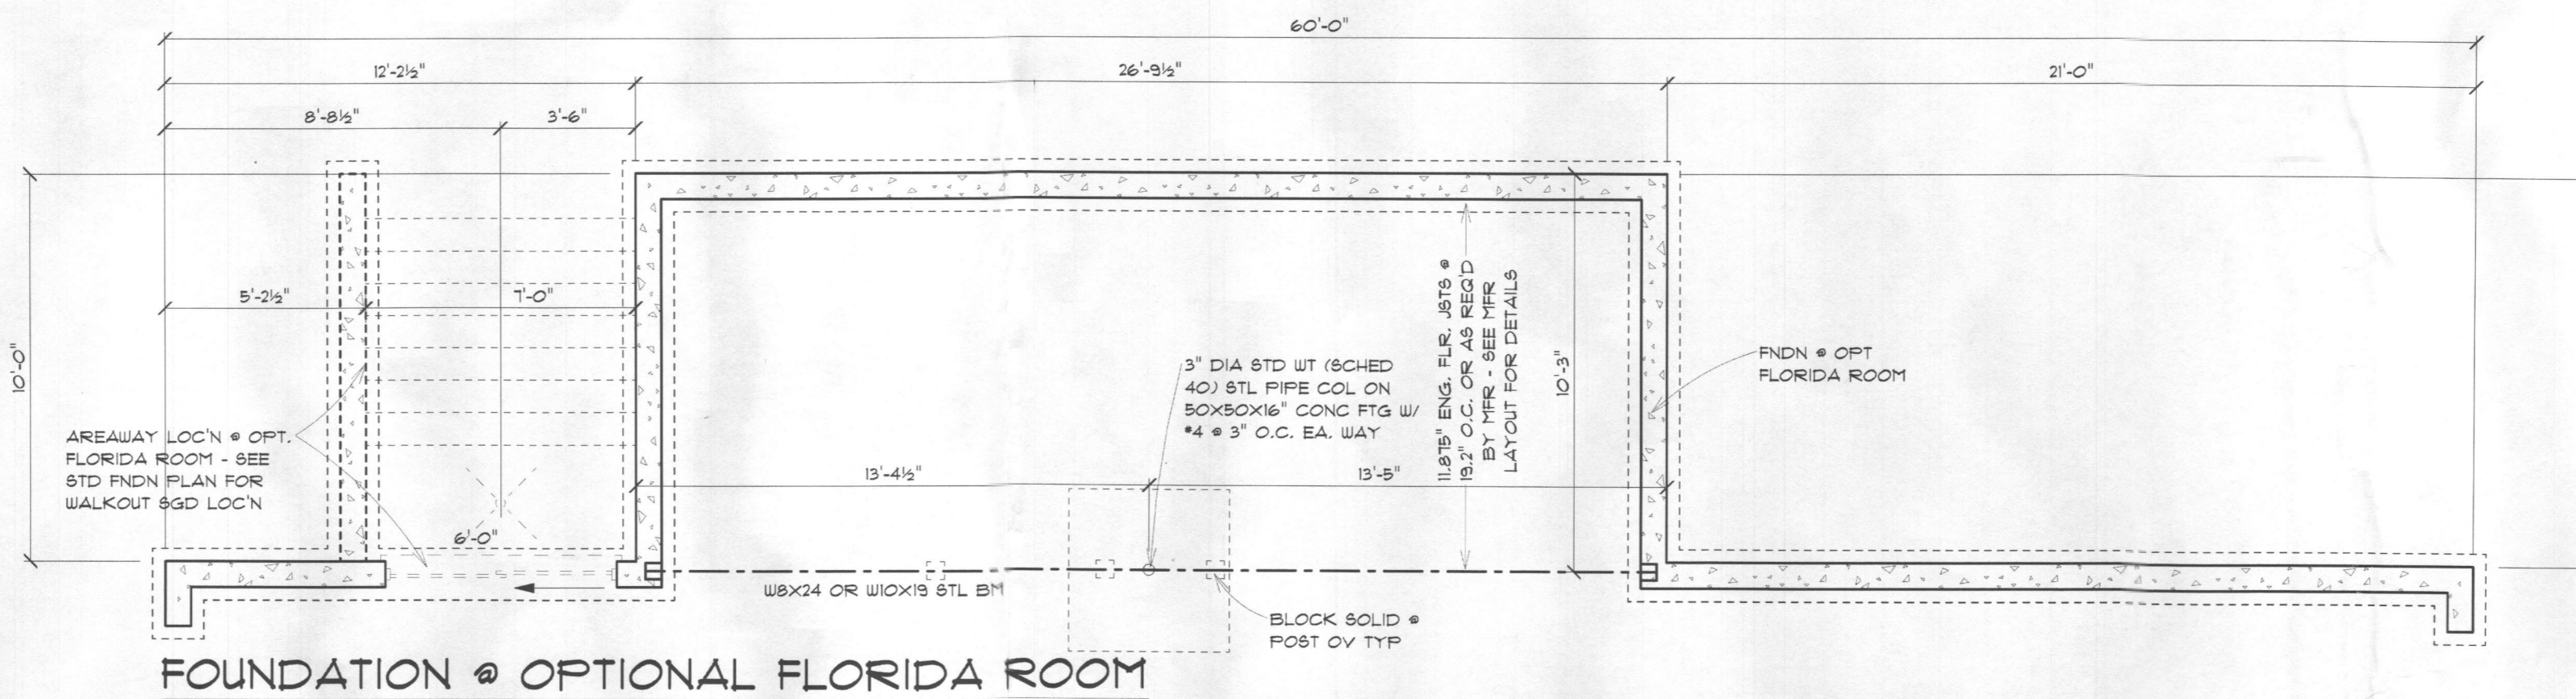 60'-0"
12'-2½"
26'-9½"
21'-0"
8'-8½"
3'-6"
5'-2½"
7'-0"
10'-0"
AREAWAY LOC'N @ OPT.
FLORIDA ROOM - SEE
STD FNDN PLAN FOR
WALKOUT SGD LOC'N
6'-0"
3" DIA STD WT (SCHED
40) STL PIPE COL ON
50X50X16" CONC FTG W/
#4 @ 3" O.C. EA. WAY
11.875" ENG. FLR. JSTS @
19.2" O.C. OR AS REQ'D
BY MFR - SEE MFR
LAYOUT FOR DETAILS
10'-3"
FNDN @ OPT
FLORIDA ROOM
13'-4½"
13'-5"
W8X24 OR W10X19 STL BM
BLOCK SOLID @
POST OV TYP
FOUNDATION @ OPTIONAL FLORIDA ROOM